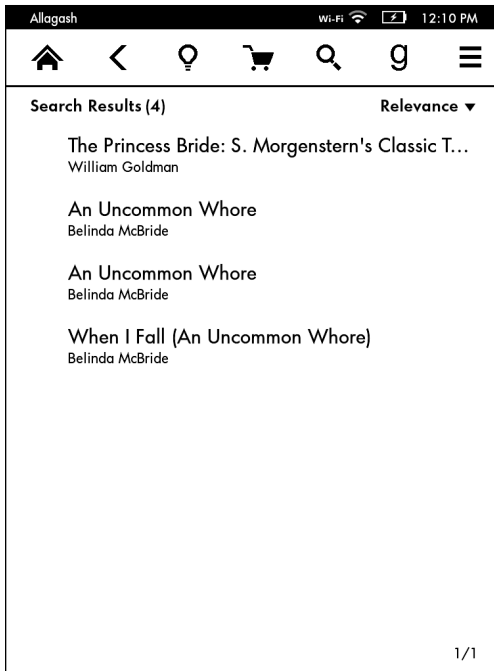 Allagash Wi-Fi 12:10 PM
g
Search Results (4) Relevance
The Princess Bride: S. Morgenstern's Classic T...
William Goldman
An Uncommon Whore
Belinda McBride
An Uncommon Whore
Belinda McBride
When I Fall (An Uncommon Whore)
Belinda McBride
1/1